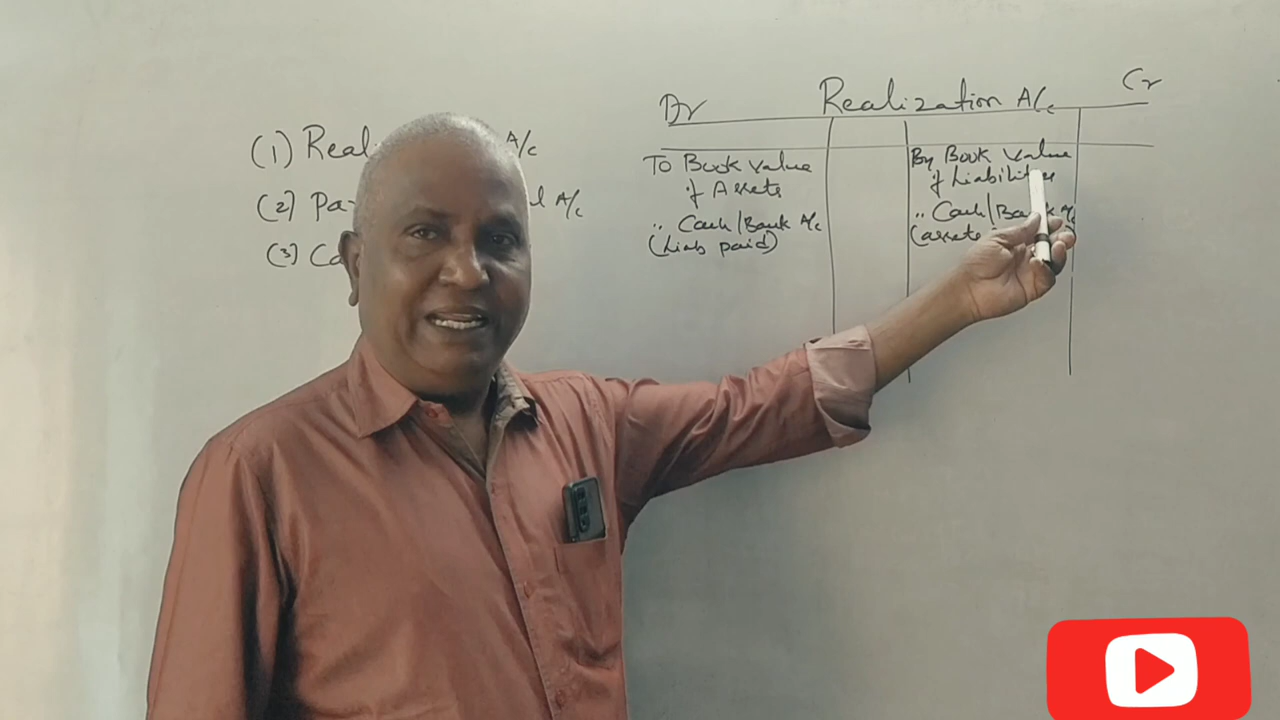 (1) Real A/c
(2) Pa l A/c
(3) Ca
Dr Realization A/c Cr
To Book Value
of Assets
,, Cash/Bank A/c
(Liab paid)
By Book Value
of Liabilities
,, Cash/Bank A/c
(assets